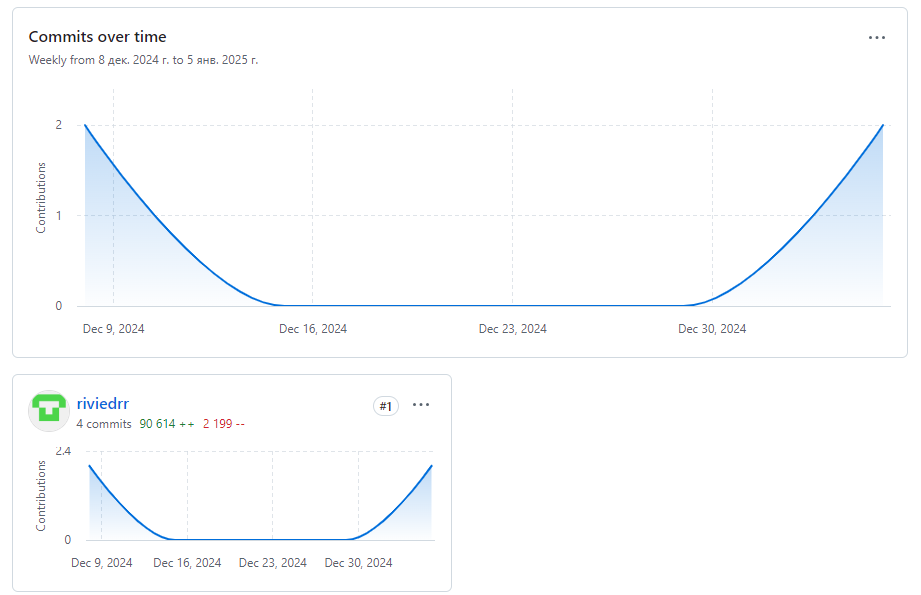 Commits over time
Weekly from 8 дек. 2024 г. to 5 янв. 2025 г.
Contributions
2
1
0
Dec 9, 2024 Dec 16, 2024 Dec 23, 2024 Dec 30, 2024
riviedrr
#1
4 commits 90 614 ++ 2 199 --
Contributions
2.4
0
Dec 9, 2024 Dec 16, 2024 Dec 23, 2024 Dec 30, 2024